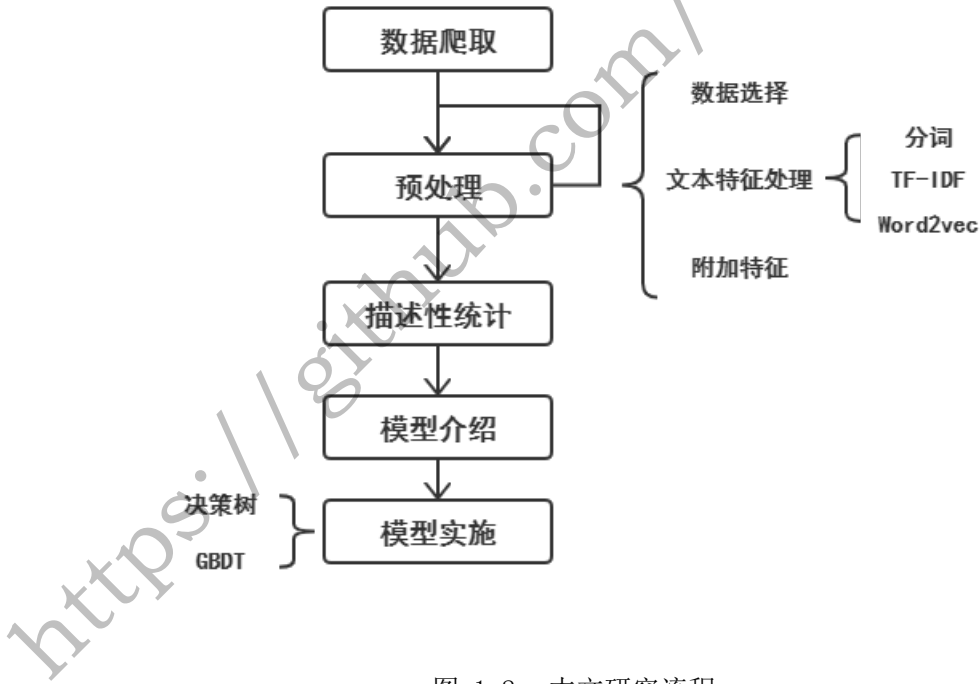 数据爬取
数据选择
分词
预处理
文本特征处理
TF-IDF
Word2vec
附加特征
描述性统计
模型介绍
决策树
模型实施
GBDT
https://github.com/